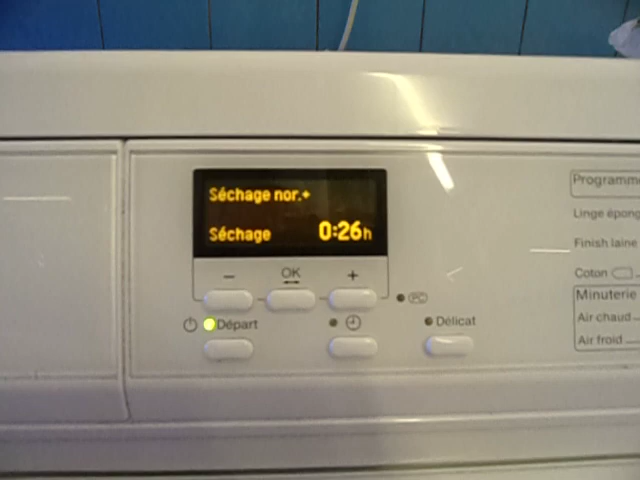 Séchage nor.+
Séchage 0:26h
− OK +
PC
Départ
Délicat
Programme
Linge épong
Finish laine
Coton
Minuterie
Air chaud
Air froid